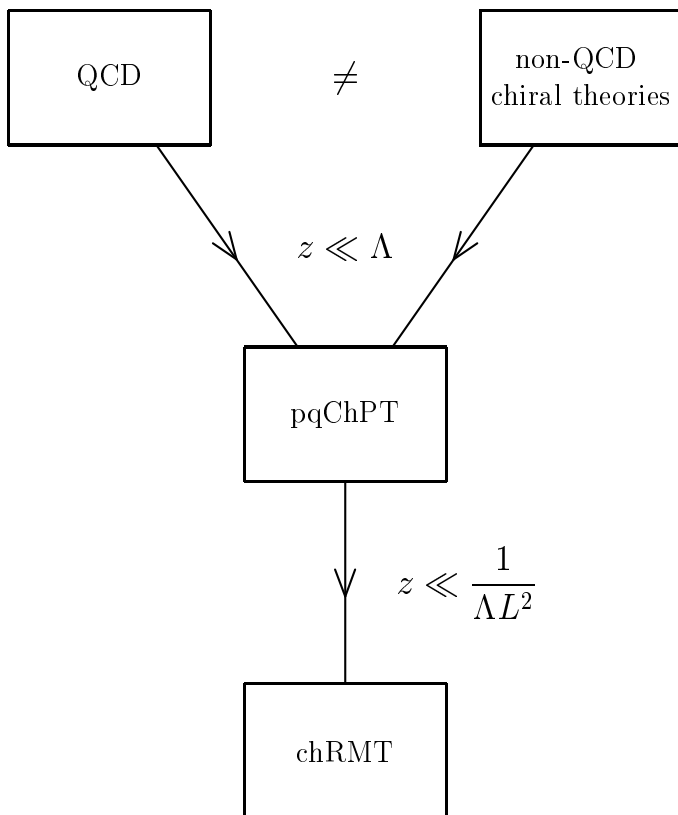 QCD
≠
non-QCD
chiral theories
z ≪ Λ
pqChPT
z ≪ 1/ΛL²
chRMT